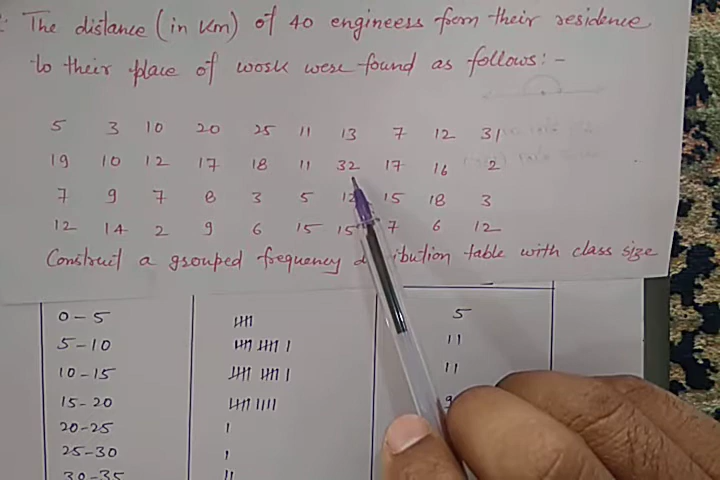 The distance (in Km) of 40 engineers from their residence
to their place of work were found as follows:-
5 3 10 20 25 11 13 7 12 31
19 10 12 17 18 11 32 17 16 2
7 9 7 8 3 5 12 15 18 3
12 14 2 9 6 15 15 7 6 12
Construct a grouped frequency distribution table with class size
0-5 5
5-10 11
10-15 11
15-20 9
20-25
25-30
30-35